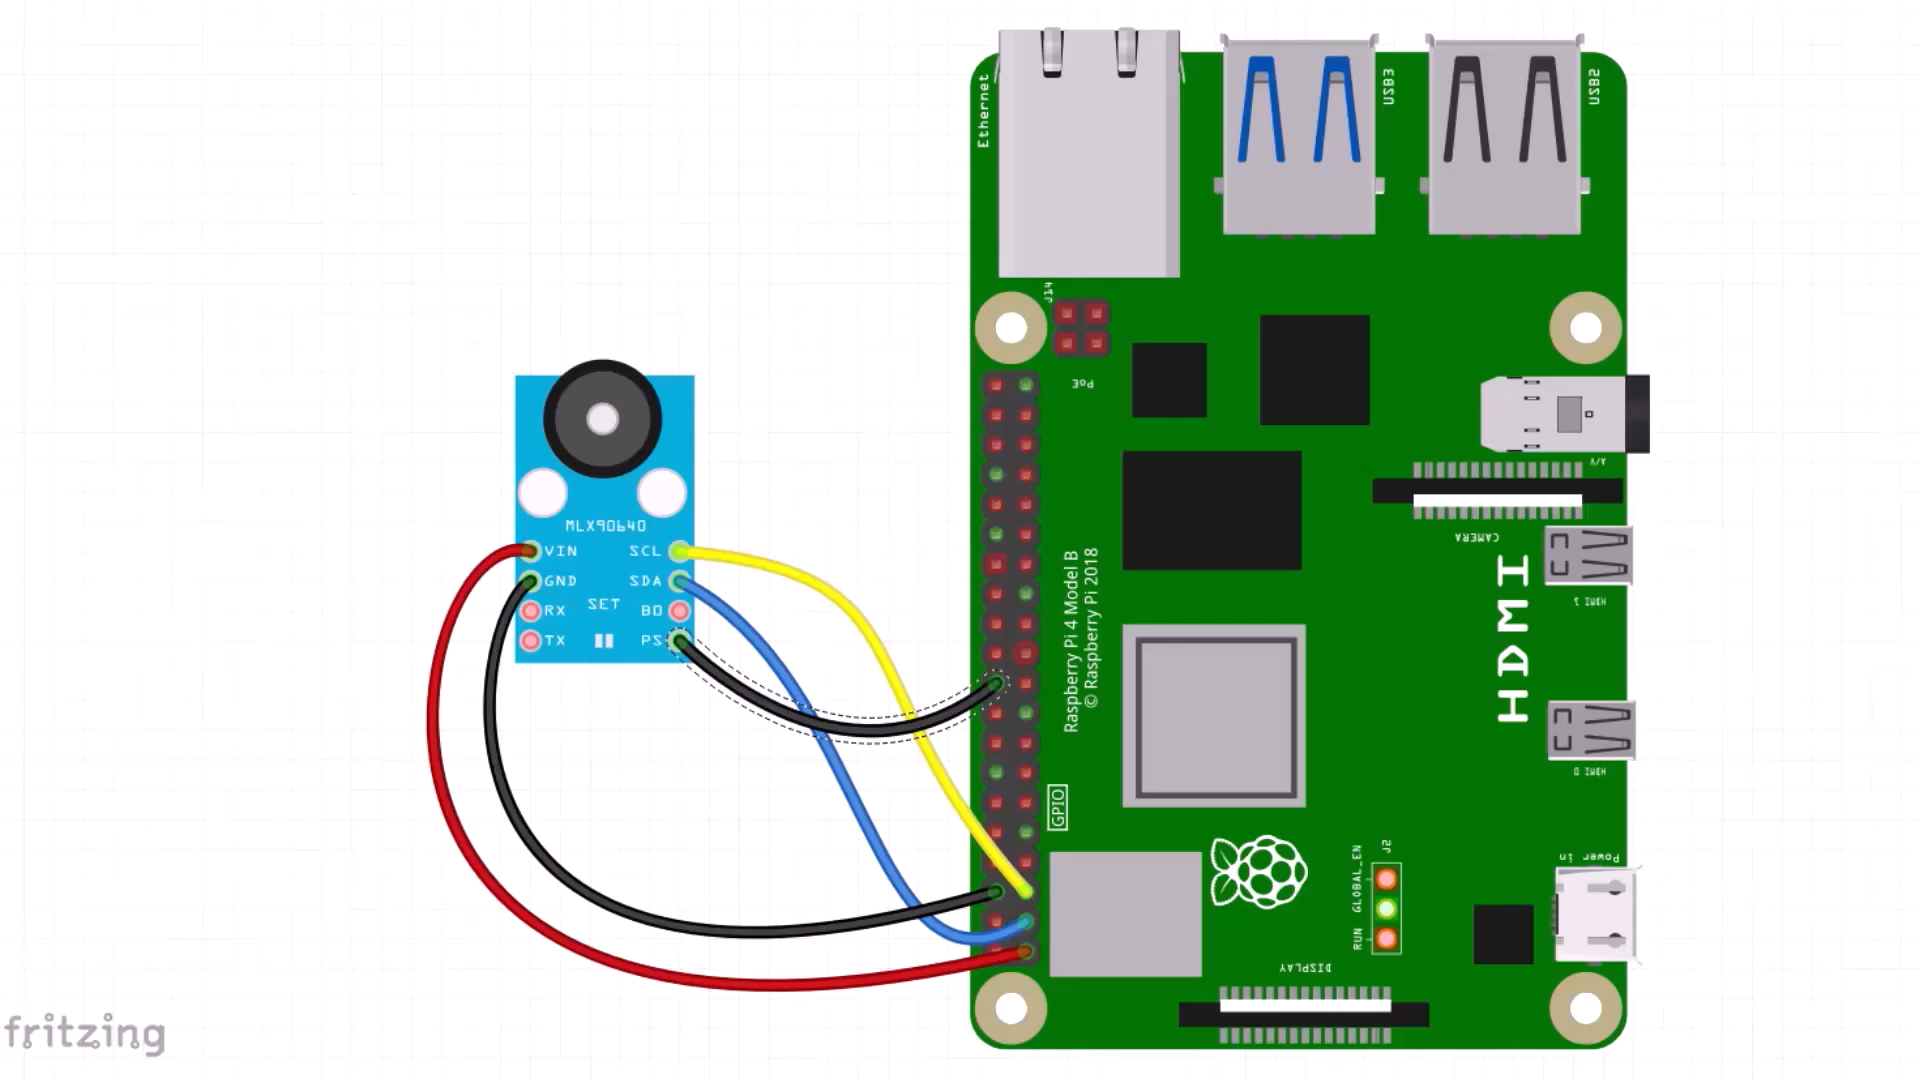 Ethernet
USB3
USB2
J14
PoE
MLX90640
VIN
SCL
GND
SDA
SET
RX
BO
TX
PS
Raspberry Pi 4 Model B
© Raspberry Pi 2018
A/V
CAMERA
HDMI
HDMI 1
HDMI 0
GPIO
J2
GLOBAL_EN
RUN
Power in
DISPLAY
fritzing